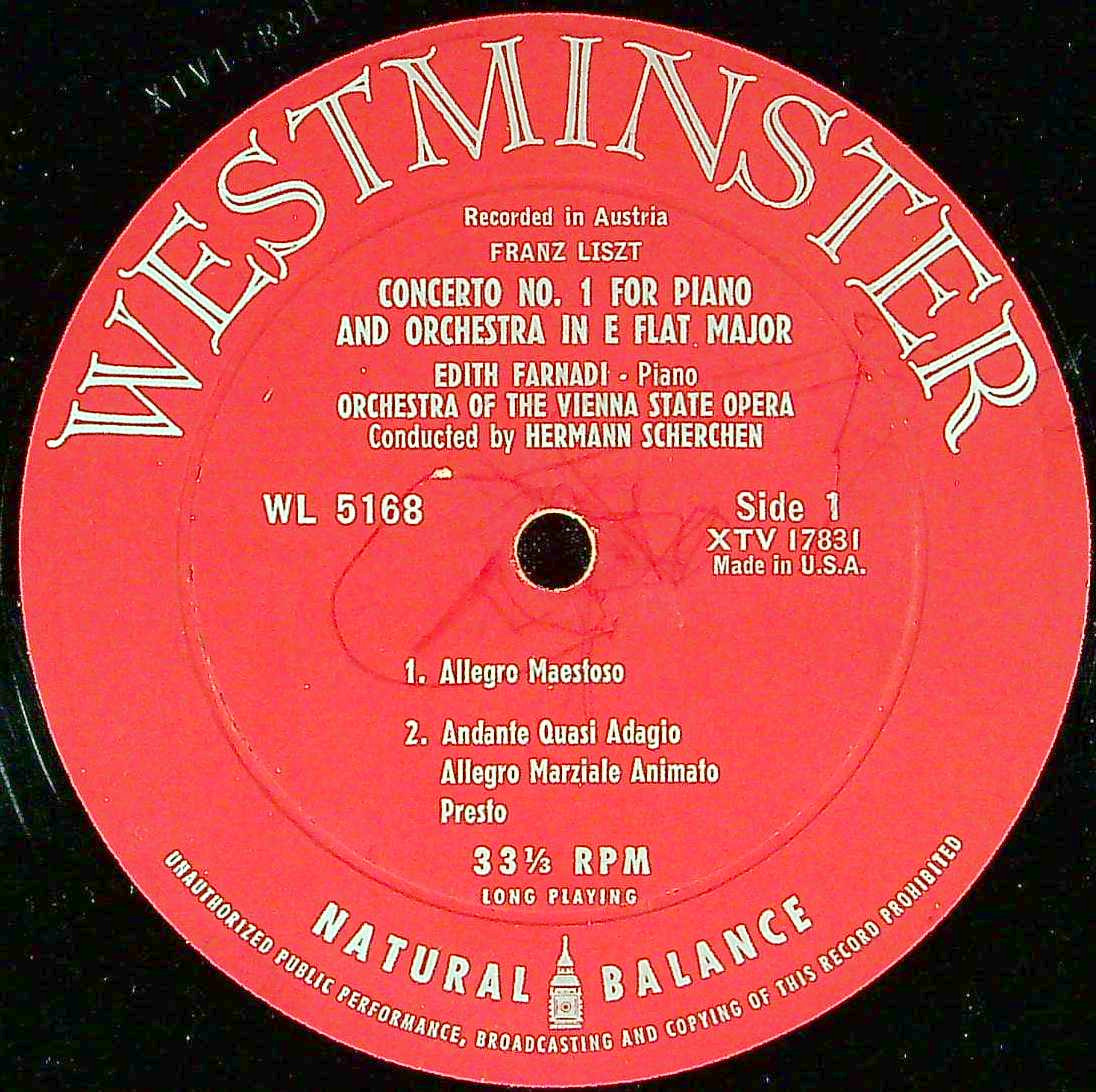 XTV17831
WESTMINSTER
Recorded in Austria
FRANZ LISZT
CONCERTO NO. 1 FOR PIANO
AND ORCHESTRA IN E FLAT MAJOR
EDITH FARNADI - Piano
ORCHESTRA OF THE VIENNA STATE OPERA
Conducted by HERMANN SCHERCHEN
WL 5168
Side 1
XTV 17831
Made in U.S.A.
1. Allegro Maestoso
2. Andante Quasi Adagio
Allegro Marziale Animato
Presto
33⅓ RPM
LONG PLAYING
NATURAL BALANCE
UNAUTHORIZED PUBLIC PERFORMANCE, BROADCASTING AND COPYING OF THIS RECORD PROHIBITED